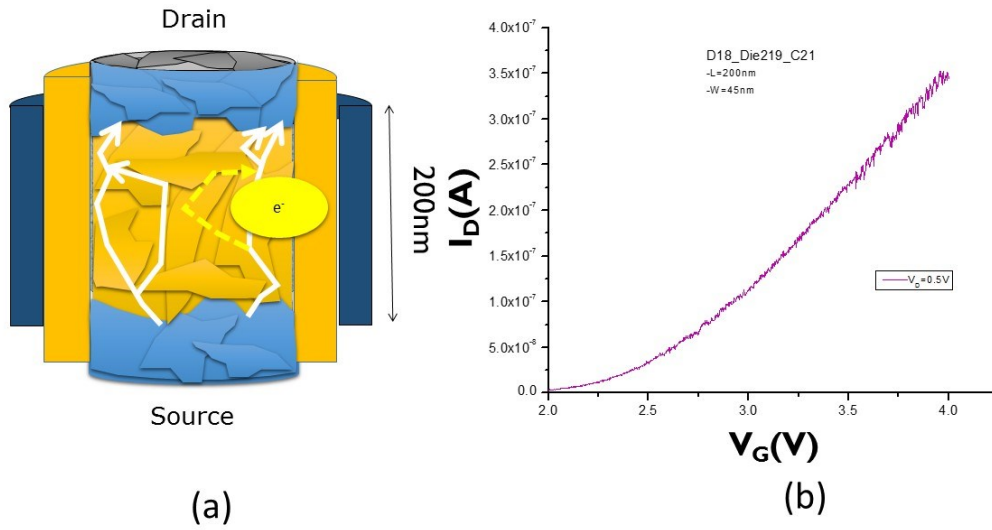 Drain
e-
200nm
Source
(a)
4.0x10-7
3.5x10-7
3.0x10-7
2.5x10-7
2.0x10-7
1.5x10-7
1.0x10-7
5.0x10-8
0.0
ID(A)
D18_Die219_C21
-L=200nm
-W=45nm
VD=0.5V
2.0 2.5 3.0 3.5 4.0
VG(V)
(b)